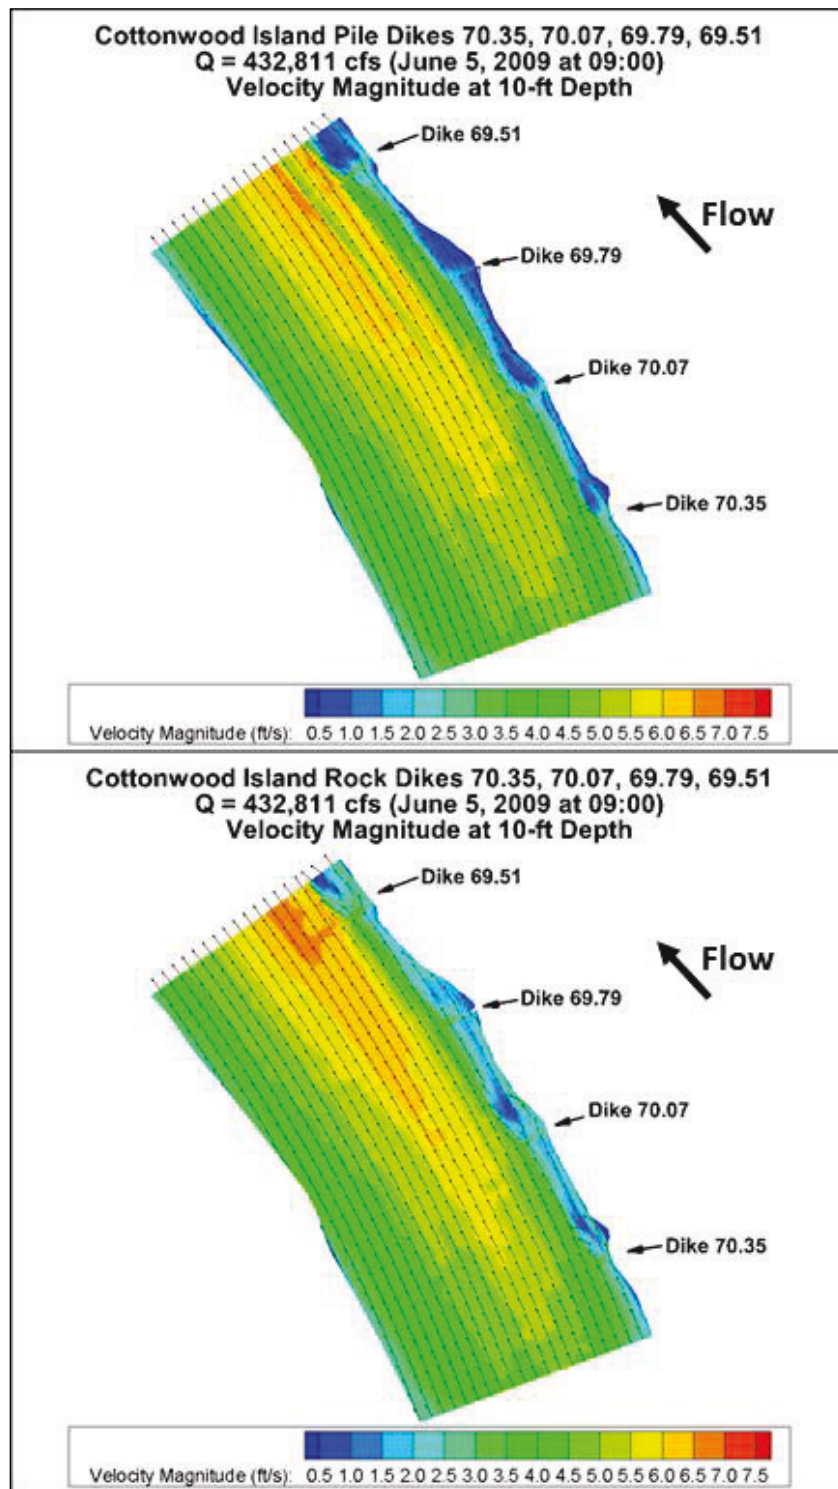 Cottonwood Island Pile Dikes 70.35, 70.07, 69.79, 69.51
Q = 432,811 cfs (June 5, 2009 at 09:00)
Velocity Magnitude at 10-ft Depth
Dike 69.51
Flow
Dike 69.79
Dike 70.07
Dike 70.35
Velocity Magnitude (ft/s): 0.5 1.0 1.5 2.0 2.5 3.0 3.5 4.0 4.5 5.0 5.5 6.0 6.5 7.0 7.5
Cottonwood Island Rock Dikes 70.35, 70.07, 69.79, 69.51
Q = 432,811 cfs (June 5, 2009 at 09:00)
Velocity Magnitude at 10-ft Depth
Dike 69.51
Flow
Dike 69.79
Dike 70.07
Dike 70.35
Velocity Magnitude (ft/s): 0.5 1.0 1.5 2.0 2.5 3.0 3.5 4.0 4.5 5.0 5.5 6.0 6.5 7.0 7.5